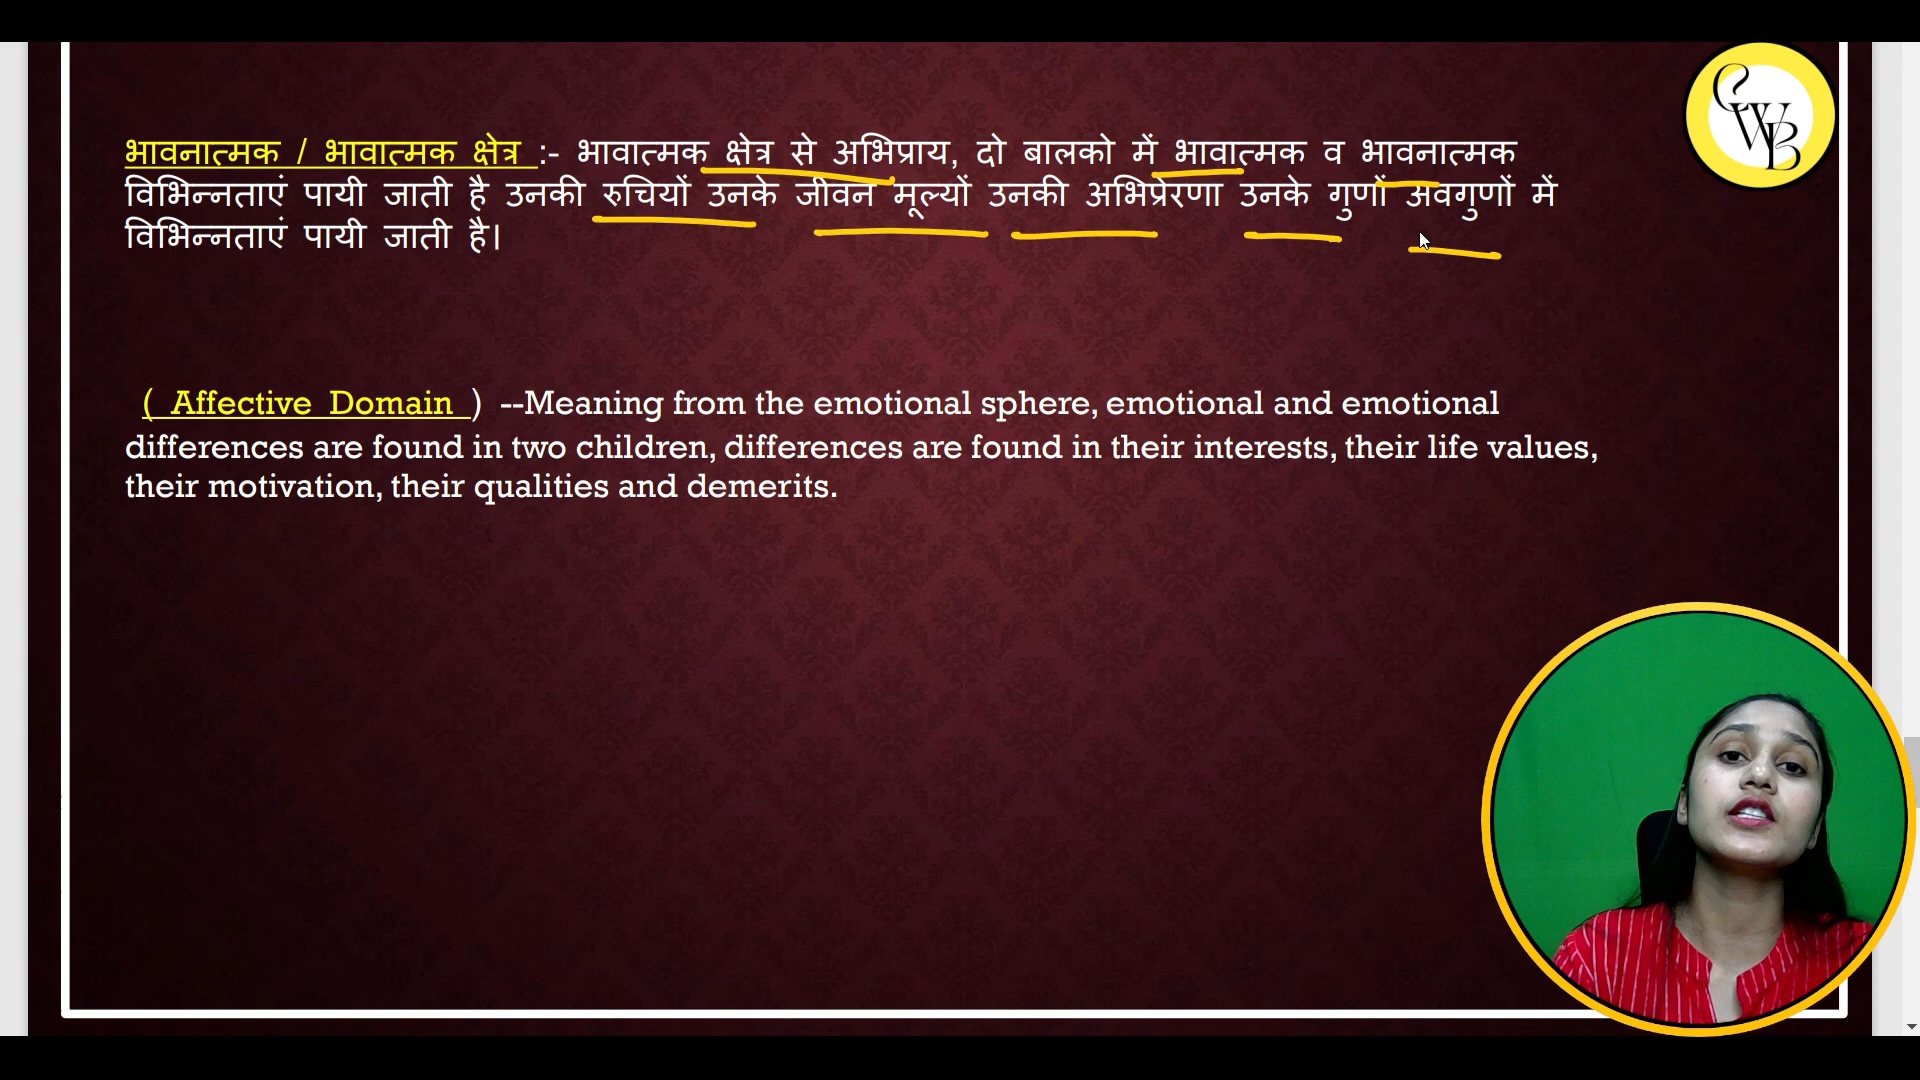 भावनात्मक / भावात्मक क्षेत्र :- भावात्मक क्षेत्र से अभिप्राय, दो बालको में भावात्मक व भावनात्मक
विभिन्नताएं पायी जाती है उनकी रुचियों उनके जीवन मूल्यों उनकी अभिप्रेरणा उनके गुणों अवगुणों में
विभिन्नताएं पायी जाती है।
( Affective Domain ) --Meaning from the emotional sphere, emotional and emotional
differences are found in two children, differences are found in their interests, their life values,
their motivation, their qualities and demerits.